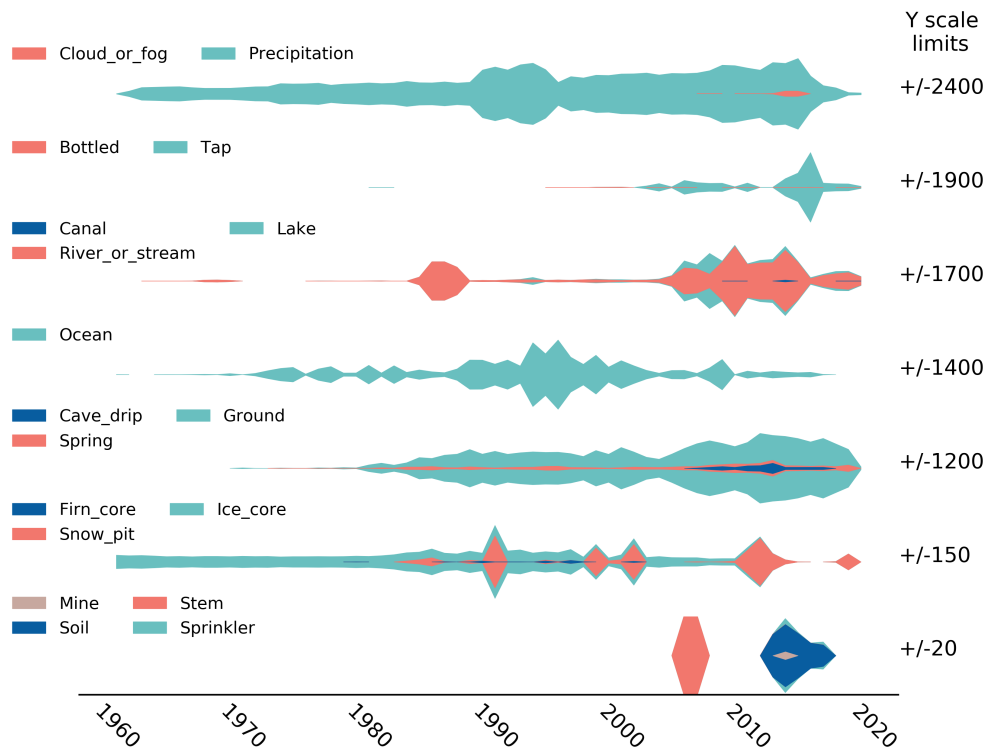 Y scale
limits
Cloud_or_fog Precipitation
+/-2400
Bottled Tap
+/-1900
Canal Lake
River_or_stream
+/-1700
Ocean
+/-1400
Cave_drip Ground
Spring
+/-1200
Firn_core Ice_core
Snow_pit
+/-150
Mine Stem
Soil Sprinkler
+/-20
1960 1970 1980 1990 2000 2010 2020